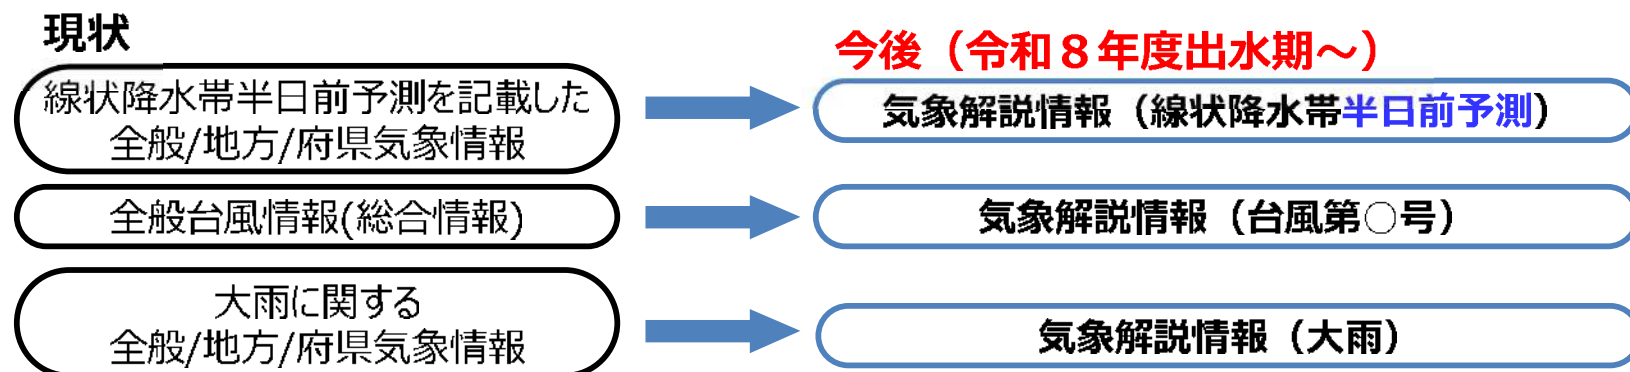 現状
今後（令和８年度出水期～）
線状降水帯半日前予測を記載した
全般/地方/府県気象情報
気象解説情報（線状降水帯半日前予測）
全般台風情報(総合情報)
気象解説情報（台風第○号）
大雨に関する
全般/地方/府県気象情報
気象解説情報（大雨）